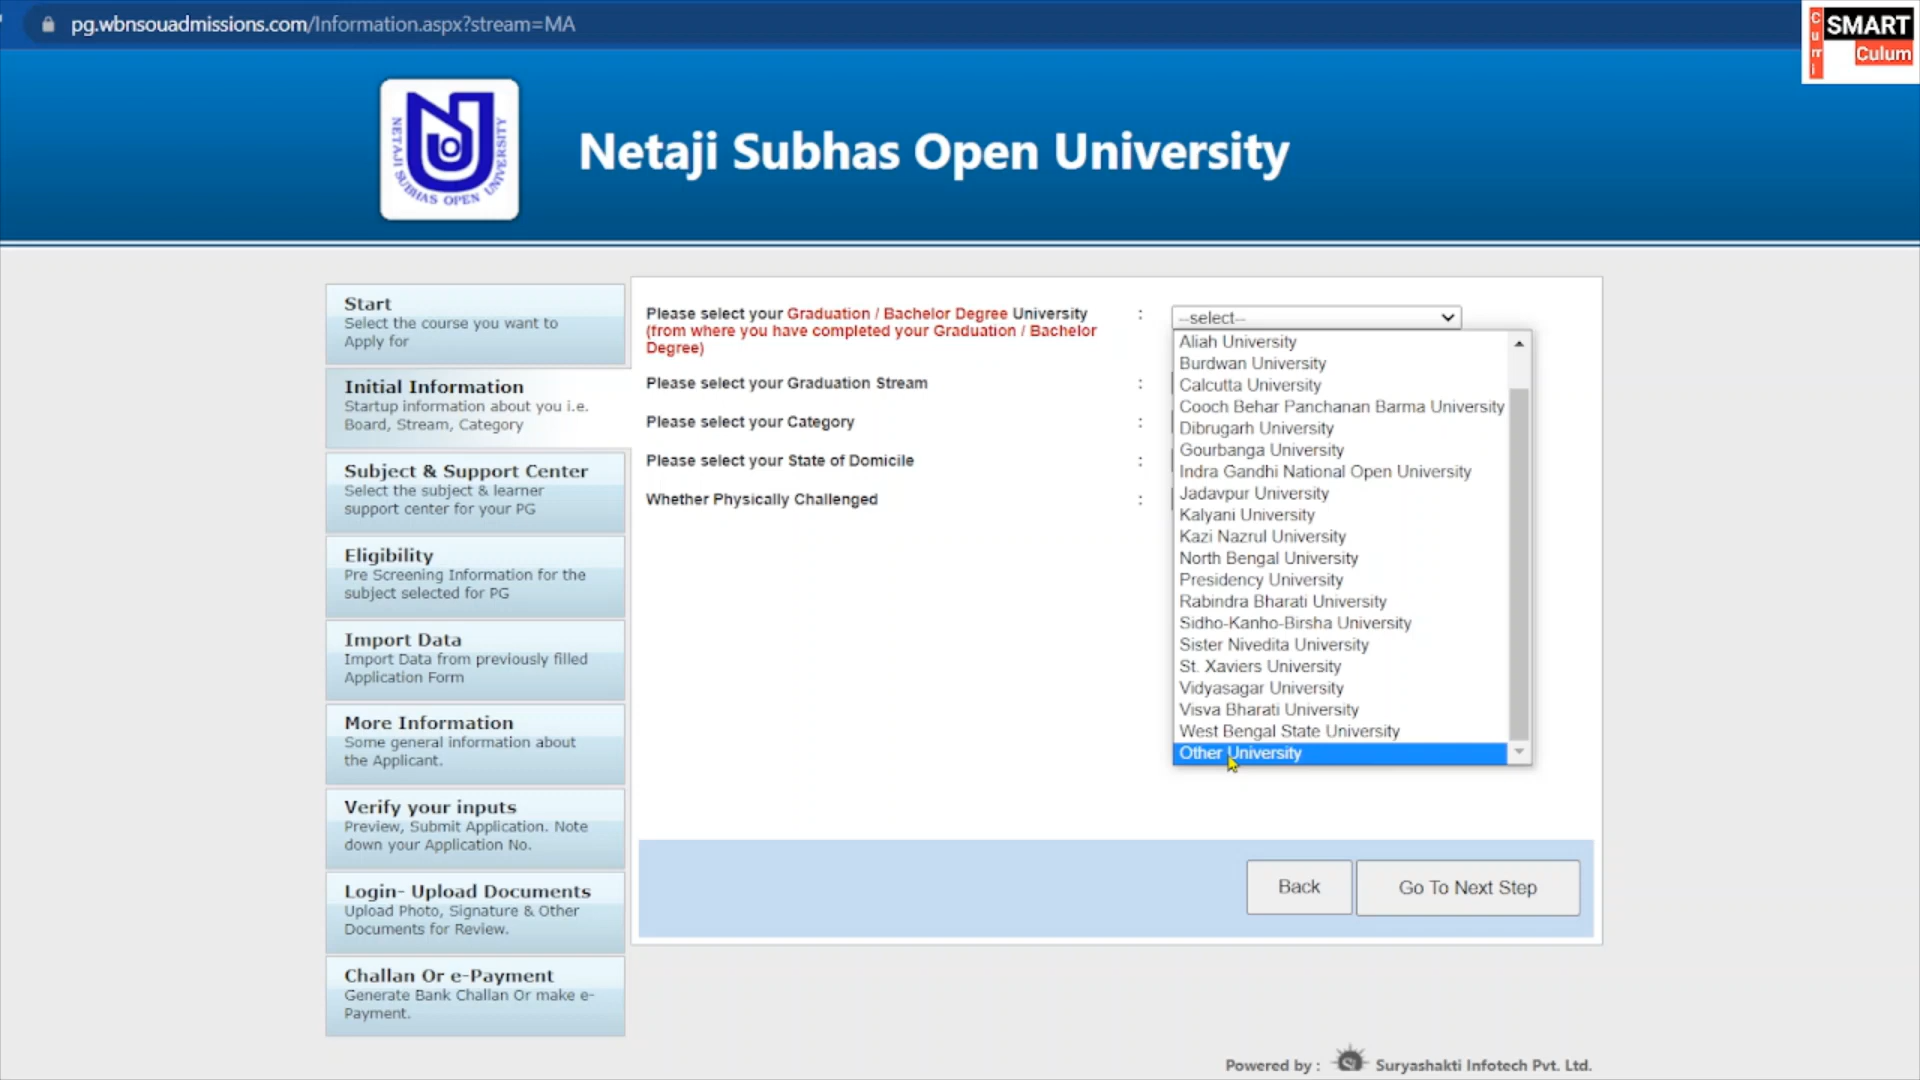 pg.wbnsouadmissions.com/Information.aspx?stream=MA
Curri
SMART
Culum
NETAJI SUBHAS OPEN UNIVERSITY
Netaji Subhas Open University
Start
Select the course you want to
Apply for
Initial Information
Startup information about you i.e.
Board, Stream, Category
Subject & Support Center
Select the subject & learner
support center for your PG
Eligibility
Pre Screening Information for the
subject selected for PG
Import Data
Import Data from previously filled
Application Form
More Information
Some general information about
the Applicant.
Verify your inputs
Preview, Submit Application. Note
down your Application No.
Login- Upload Documents
Upload Photo, Signature & Other
Documents for Review.
Challan Or e-Payment
Generate Bank Challan Or make e-
Payment.
Please select your Graduation / Bachelor Degree University :
(from where you have completed your Graduation / Bachelor
Degree)
Please select your Graduation Stream :
Please select your Category :
Please select your State of Domicile :
Whether Physically Challenged :
--select--
Aliah University
Burdwan University
Calcutta University
Cooch Behar Panchanan Barma University
Dibrugarh University
Gourbanga University
Indra Gandhi National Open University
Jadavpur University
Kalyani University
Kazi Nazrul University
North Bengal University
Presidency University
Rabindra Bharati University
Sidho-Kanho-Birsha University
Sister Nivedita University
St. Xaviers University
Vidyasagar University
Visva Bharati University
West Bengal State University
Other University
Back
Go To Next Step
Powered by : Suryashakti Infotech Pvt. Ltd.